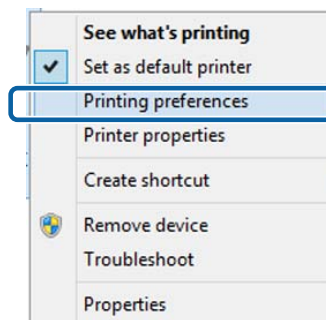 See what's printing
Set as default printer
Printing preferences
Printer properties
Create shortcut
Remove device
Troubleshoot
Properties